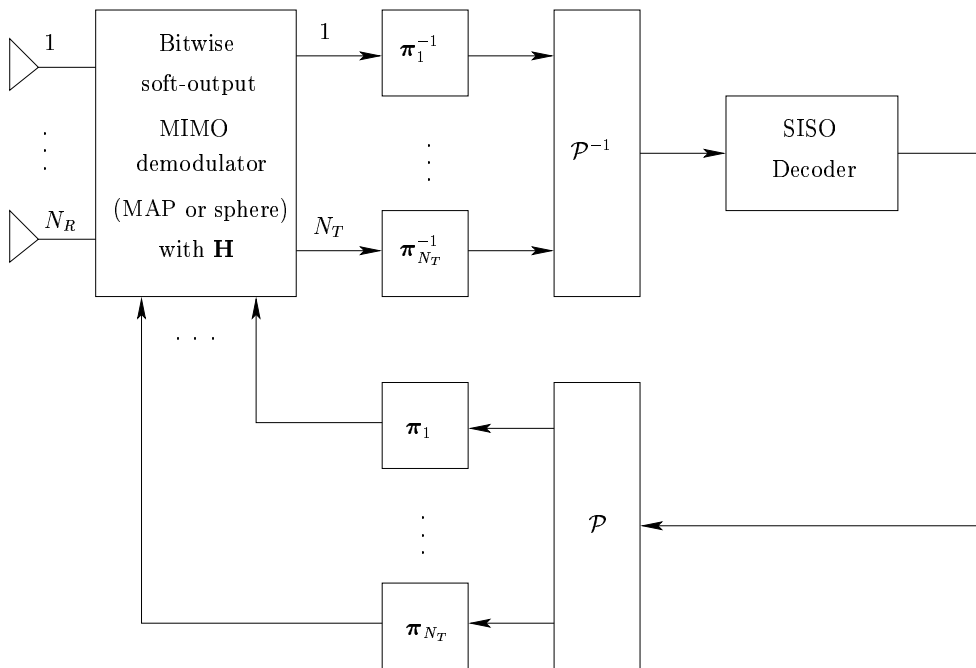 1
N_R
Bitwise
soft-output
MIMO
demodulator
(MAP or sphere)
with H
1
N_T
π_1^{-1}
π_{N_T}^{-1}
𝒫^{-1}
SISO
Decoder
π_1
π_{N_T}
𝒫